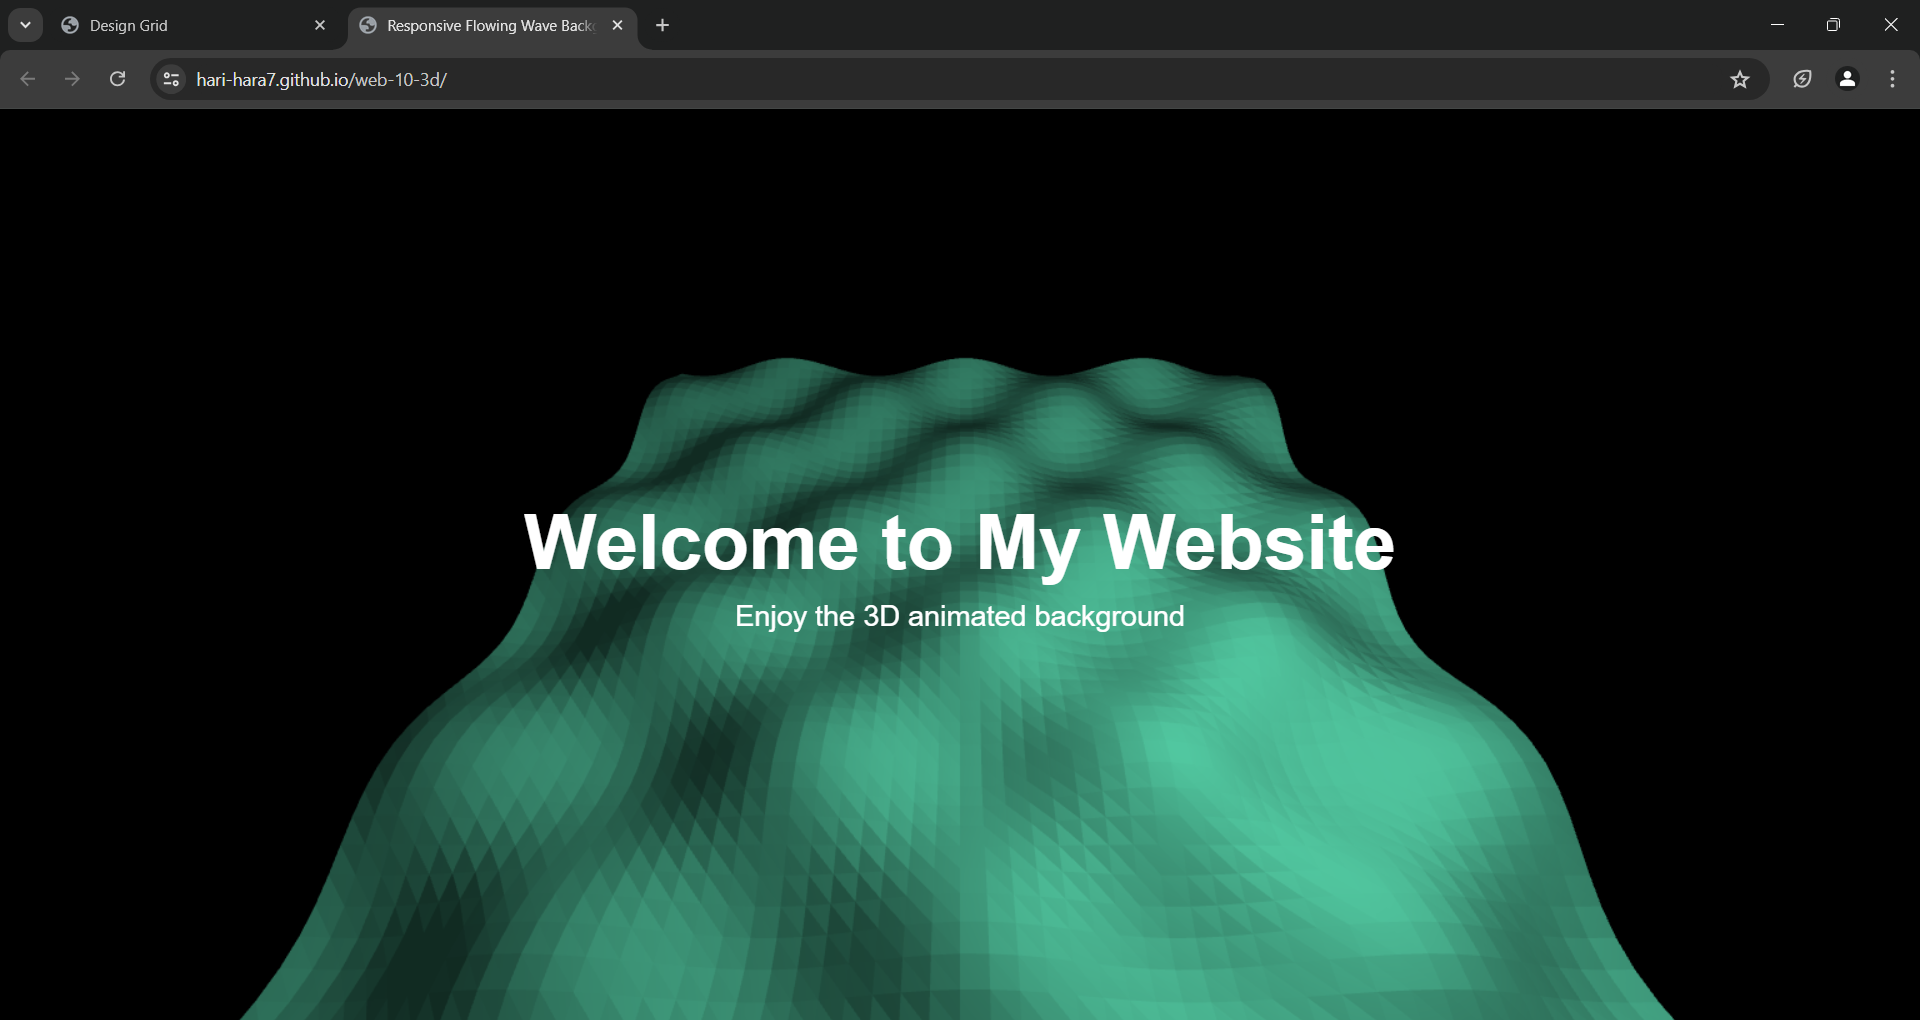 Design Grid
Responsive Flowing Wave Back
hari-hara7.github.io/web-10-3d/
Welcome to My Website
Enjoy the 3D animated background